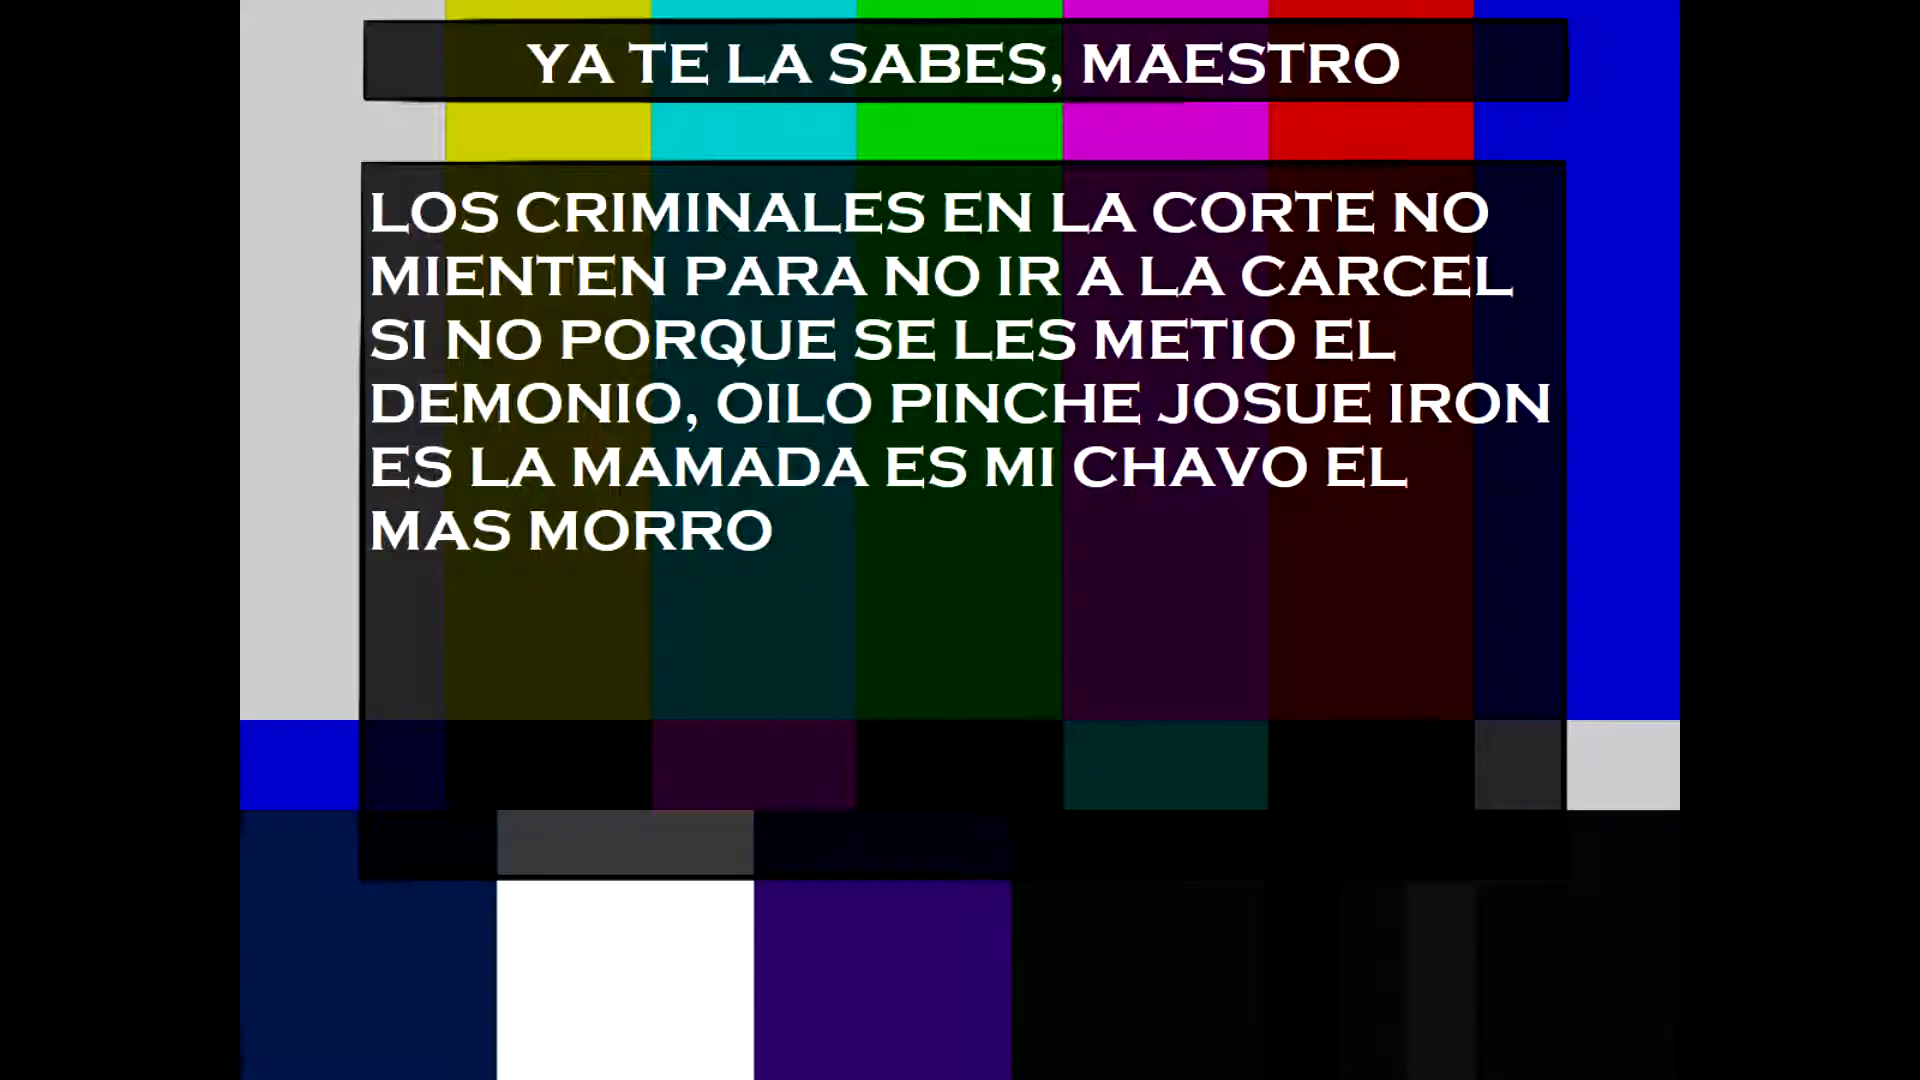 YA TE LA SABES, MAESTRO
LOS CRIMINALES EN LA CORTE NO
MIENTEN PARA NO IR A LA CARCEL
SI NO PORQUE SE LES METIO EL
DEMONIO, OILO PINCHE JOSUE IRON
ES LA MAMADA ES MI CHAVO EL
MAS MORRO